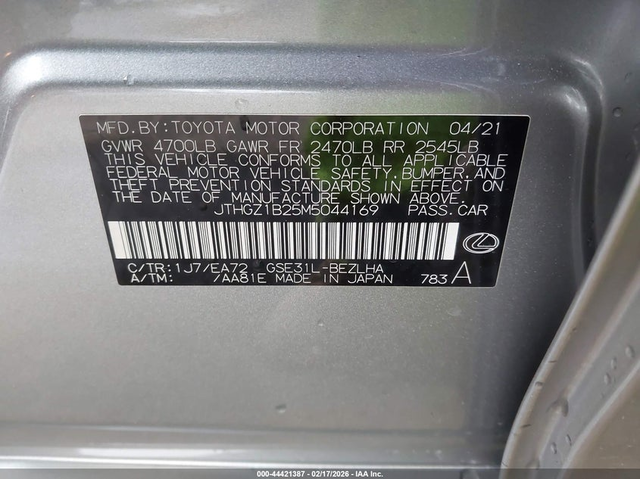 MFD.BY:TOYOTA MOTOR CORPORATION 04/21
GVWR 4700LB GAWR FR 2470LB RR 2545LB
THIS VEHICLE CONFORMS TO ALL APPLICABLE
FEDERAL MOTOR VEHICLE SAFETY,BUMPER,AND
THEFT PREVENTION STANDARDS IN EFFECT ON
THE DATE OF MANUFACTURE SHOWN ABOVE.
JTHGZ1B25M5044169 PASS.CAR
C/TR:1J7/EA72 GSE31L-BEZLHA
A/TM: 7AA81E MADE IN JAPAN 783 A
000-44421387 - 02/17/2026 - IAA Inc.